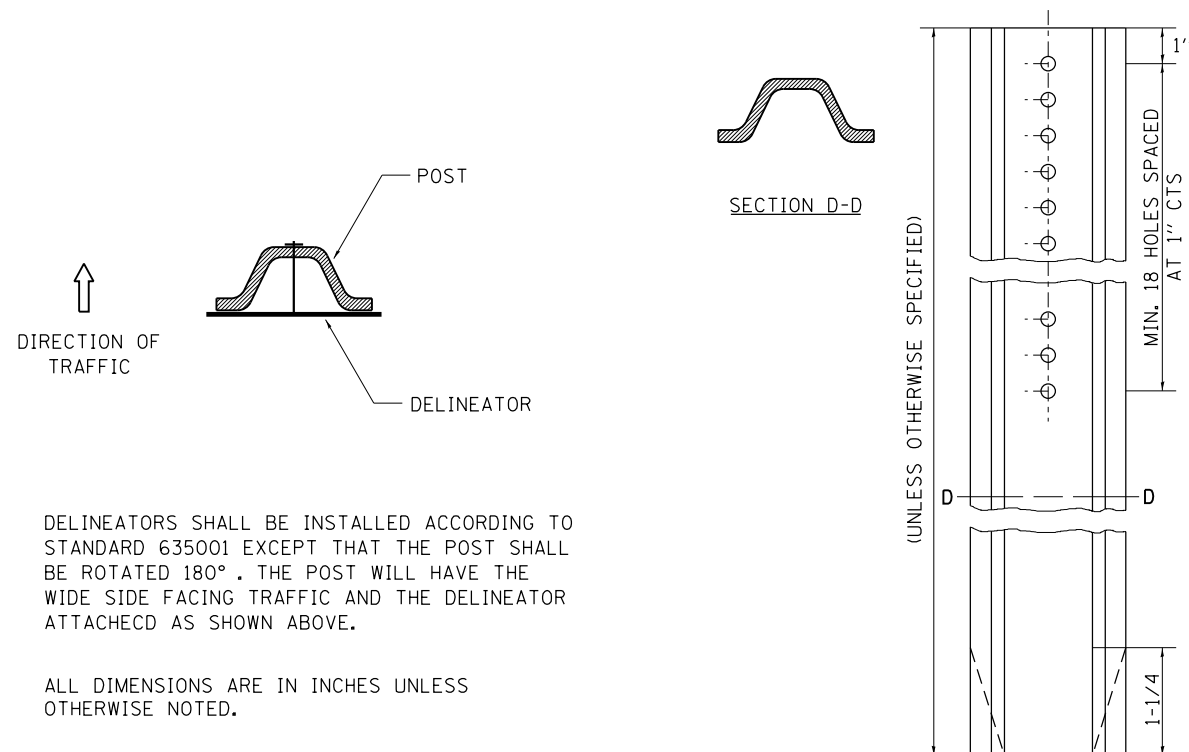 POST
DIRECTION OF
TRAFFIC
DELINEATOR
DELINEATORS SHALL BE INSTALLED ACCORDING TO
STANDARD 635001 EXCEPT THAT THE POST SHALL
BE ROTATED 180° . THE POST WILL HAVE THE
WIDE SIDE FACING TRAFFIC AND THE DELINEATOR
ATTACHECD AS SHOWN ABOVE.
ALL DIMENSIONS ARE IN INCHES UNLESS
OTHERWISE NOTED.
SECTION D-D
(UNLESS OTHERWISE SPECIFIED)
1'
MIN. 18 HOLES SPACED
AT 1" CTS
D
D
1-1/4